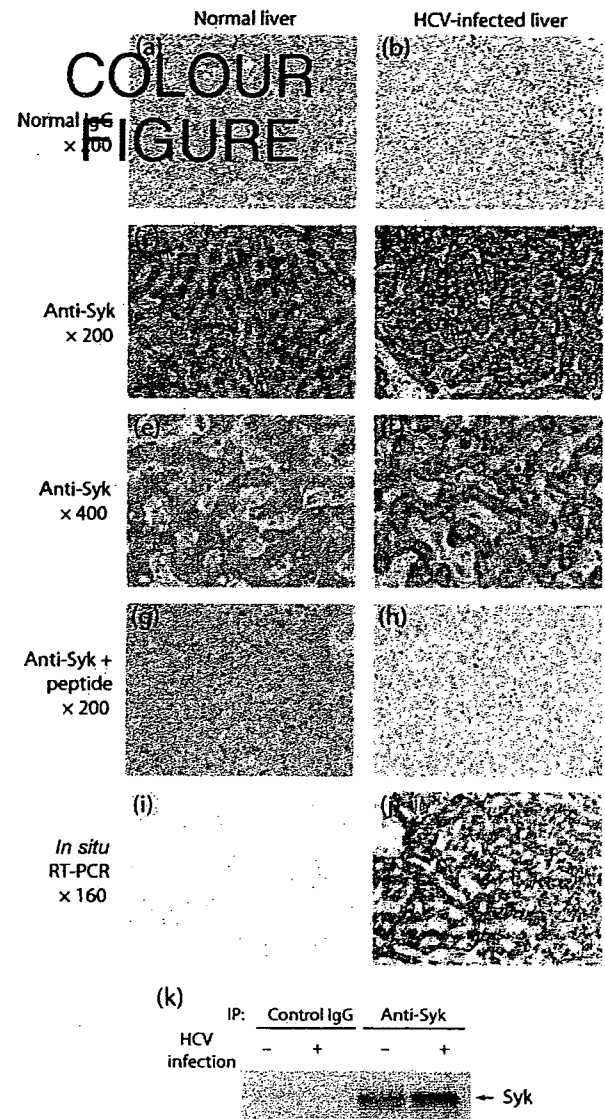 Normal liver
HCV-infected liver
COLOUR
FIGURE
(a)
(b)
Normal IgG
× 200
Anti-Syk
× 200
(e)
Anti-Syk
× 400
(g)
(h)
Anti-Syk +
peptide
× 200
(i)
In situ
RT-PCR
× 160
(k)
IP: Control IgG Anti-Syk
HCV
infection
– + – +
← Syk